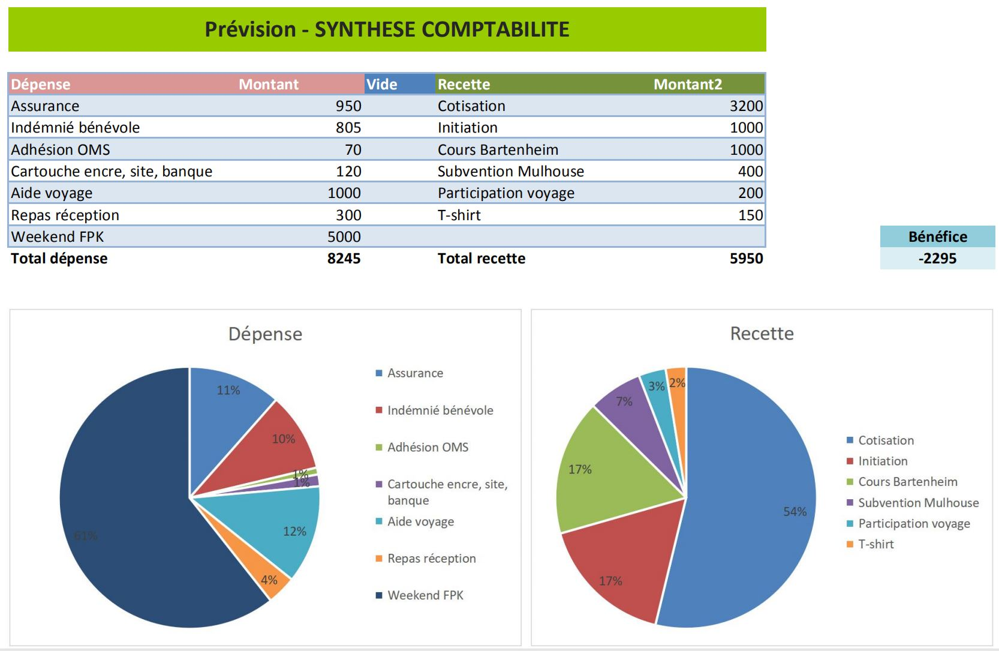 Prévision - SYNTHESE COMPTABILITE
Dépense Montant Vide Recette Montant2
Assurance 950 Cotisation 3200
Indémnié bénévole 805 Initiation 1000
Adhésion OMS 70 Cours Bartenheim 1000
Cartouche encre, site, banque 120 Subvention Mulhouse 400
Aide voyage 1000 Participation voyage 200
Repas réception 300 T-shirt 150
Weekend FPK 5000
Total dépense 8245 Total recette 5950
Bénéfice
-2295
Dépense
11%
10%
1%
1%
12%
4%
61%
Assurance
Indémnié bénévole
Adhésion OMS
Cartouche encre, site,
banque
Aide voyage
Repas réception
Weekend FPK
Recette
2%
3%
7%
17%
17%
54%
Cotisation
Initiation
Cours Bartenheim
Subvention Mulhouse
Participation voyage
T-shirt